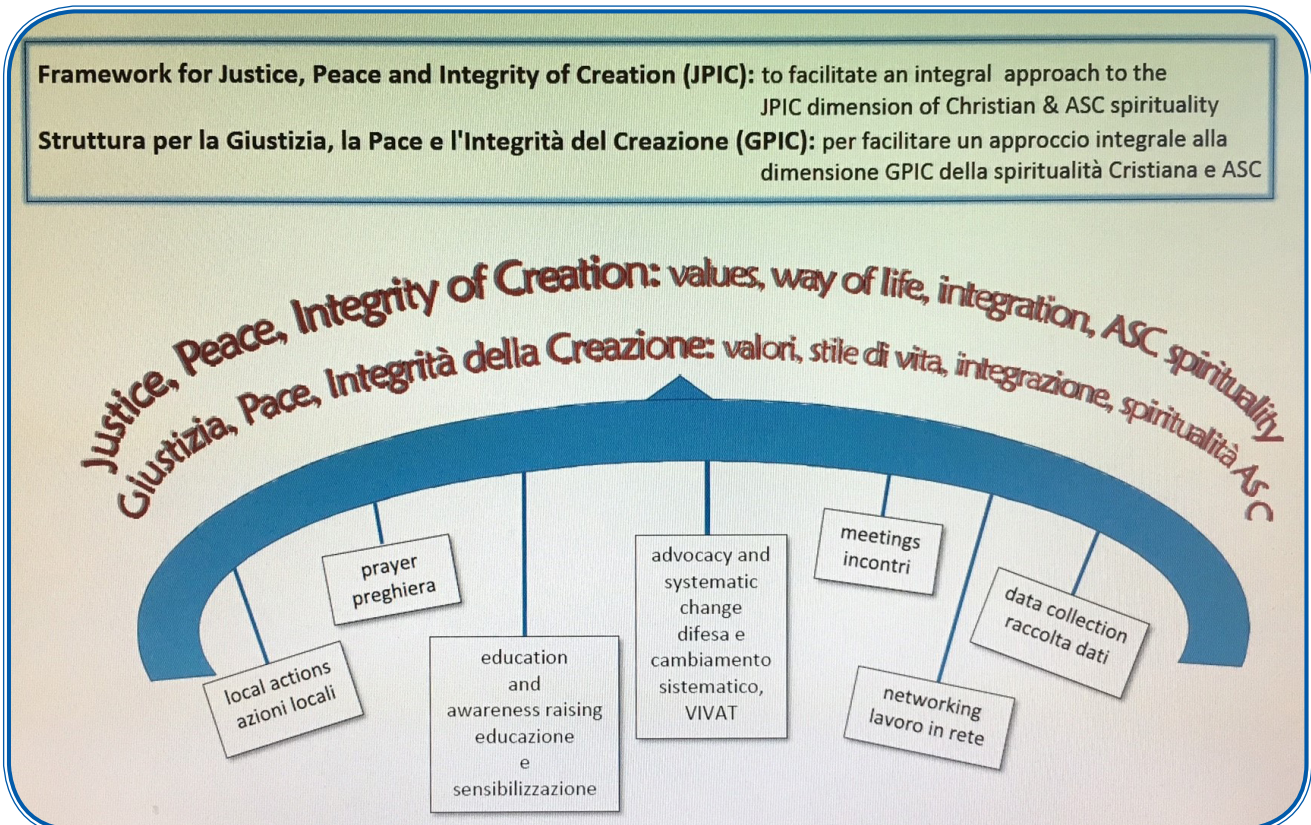 Framework for Justice, Peace and Integrity of Creation (JPIC): to facilitate an integral approach to the
JPIC dimension of Christian & ASC spirituality
Struttura per la Giustizia, la Pace e l'Integrità del Creazione (GPIC): per facilitare un approccio integrale alla
dimensione GPIC della spiritualità Cristiana e ASC
Justice, Peace, Integrity of Creation: values, way of life, integration, ASC spirituality
Giustizia, Pace, Integrità della Creazione: valori, stile di vita, integrazione, spiritualità ASC
local actions
azioni locali
prayer
preghiera
education
and
awareness raising
educazione
e
sensibilizzazione
advocacy and
systematic
change
difesa e
cambiamento
sistematico,
VIVAT
meetings
incontri
networking
lavoro in rete
data collection
raccolta dati